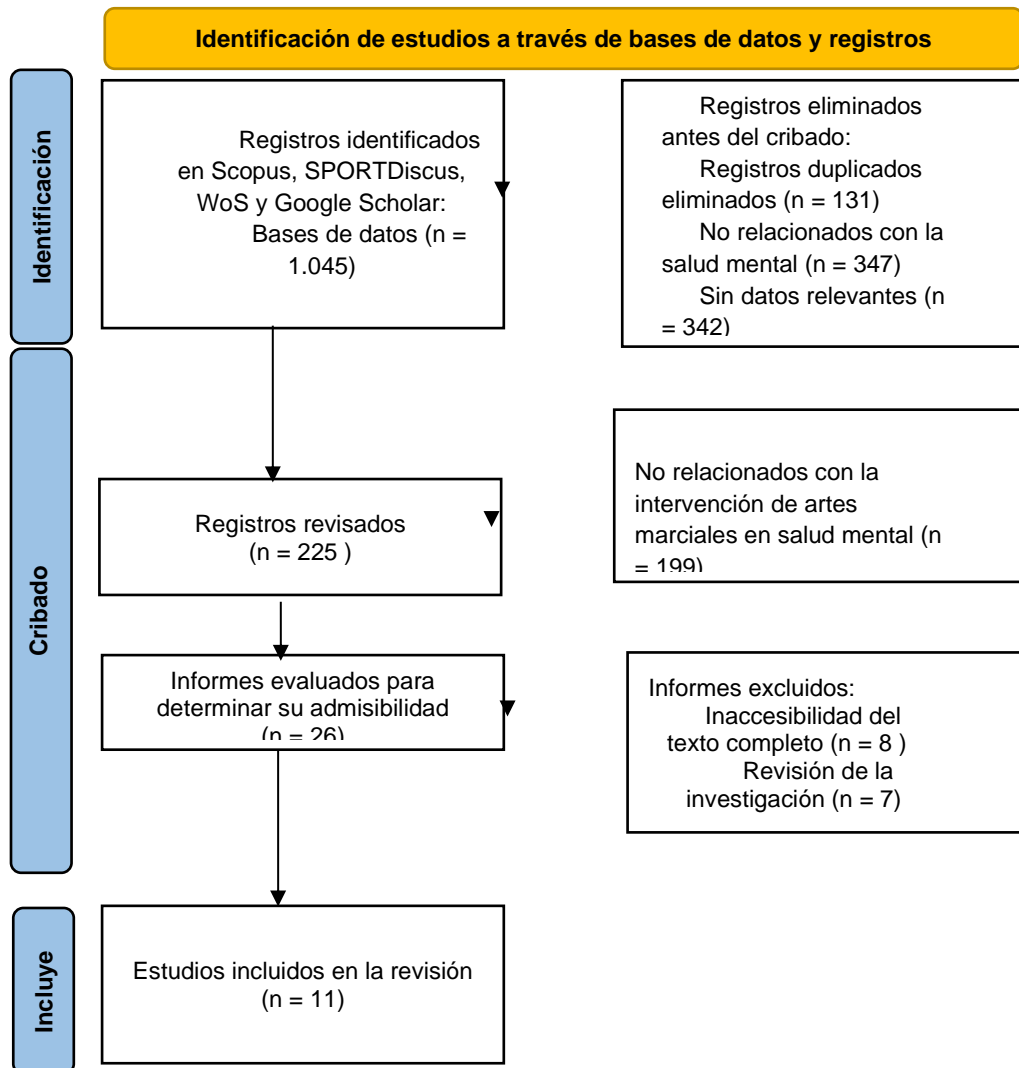 Identificación de estudios a través de bases de datos y registros
Identificación
Registros identificados
en Scopus, SPORTDiscus,
WoS y Google Scholar:
Bases de datos (n =
1.045)
Registros eliminados
antes del cribado:
Registros duplicados
eliminados (n = 131)
No relacionados con la
salud mental (n = 347)
Sin datos relevantes (n
= 342)
Cribado
Registros revisados
(n = 225 )
No relacionados con la
intervención de artes
marciales en salud mental (n
= 199)
Informes evaluados para
determinar su admisibilidad
(n = 26)
Informes excluidos:
Inaccesibilidad del
texto completo (n = 8 )
Revisión de la
investigación (n = 7)
Incluye
Estudios incluidos en la revisión
(n = 11)